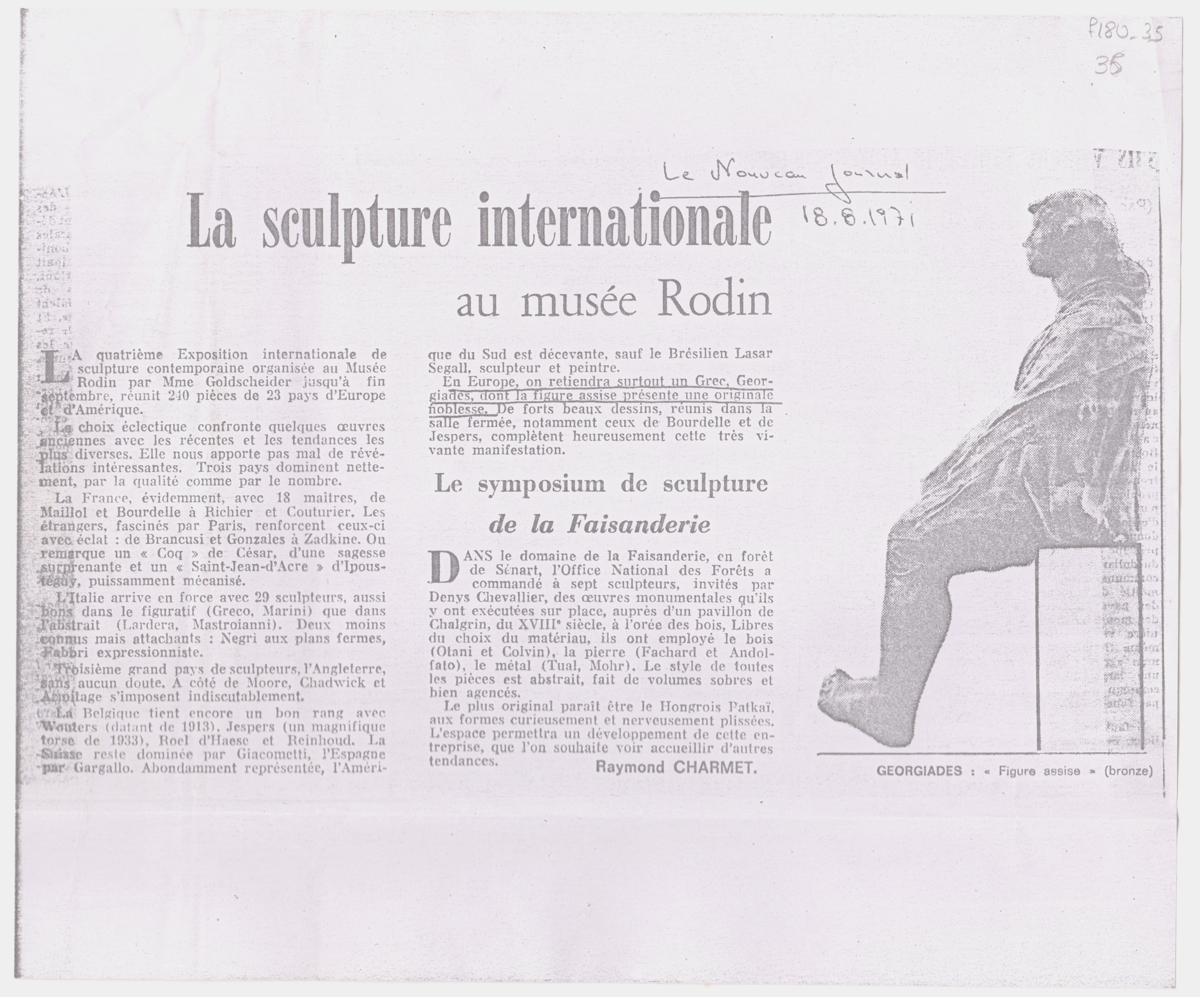 P180-35
35
Le Nouveau Journal
18.8.1971
La sculpture internationale
au musée Rodin
LA quatrième Exposition internationale de
sculpture contemporaine organisée au Musée
Rodin par Mme Goldscheider jusqu'à fin
septembre, réunit 240 pièces de 23 pays d'Europe
et d'Amérique.
Le choix éclectique confronte quelques œuvres
anciennes avec les récentes et les tendances les
plus diverses. Elle nous apporte pas mal de révé-
lations intéressantes. Trois pays dominent nette-
ment, par la qualité comme par le nombre.
La France, évidemment, avec 18 maîtres, de
Maillol et Bourdelle à Richier et Couturier. Les
étrangers, fascinés par Paris, renforcent ceux-ci
avec éclat : de Brancusi et Gonzales à Zadkine. On
remarque un « Coq » de César, d'une sagesse
surprenante et un « Saint-Jean-d'Acre » d'Ipous-
téguy, puissamment mécanisé.
L'Italie arrive en force avec 29 sculpteurs, aussi
bons dans le figuratif (Greco, Marini) que dans
l'abstrait (Lardera, Mastroianni). Deux moins
connus mais attachants : Negri aux plans fermes,
Fabbri expressionniste.
Troisième grand pays de sculpteurs, l'Angleterre,
sans aucun doute. A côté de Moore, Chadwick et
Armitage s'imposent indiscutablement.
La Belgique tient encore un bon rang avec
Wouters (datant de 1913), Jespers (un magnifique
torse de 1933), Roel d'Haese et Reinhoud. La
Suisse reste dominée par Giacometti, l'Espagne
par Gargallo. Abondamment représentée, l'Améri-
que du Sud est décevante, sauf le Brésilien Lasar
Segall, sculpteur et peintre.
En Europe, on retiendra surtout un Grec, Geor-
giades, dont la figure assise présente une originale
noblesse. De forts beaux dessins, réunis dans la
salle fermée, notamment ceux de Bourdelle et de
Jespers, complètent heureusement cette très vi-
vante manifestation.
Le symposium de sculpture
de la Faisanderie
DANS le domaine de la Faisanderie, en forêt
de Sénart, l'Office National des Forêts a
commandé à sept sculpteurs, invités par
Denys Chevallier, des œuvres monumentales qu'ils
y ont exécutées sur place, auprès d'un pavillon de
Chalgrin, du XVIII° siècle, à l'orée des bois, Libres
du choix du matériau, ils ont employé le bois
(Otani et Colvin), la pierre (Fachard et Andol-
fato), le métal (Tual, Mohr). Le style de toutes
les pièces est abstrait, fait de volumes sobres et
bien agencés.
Le plus original paraît être le Hongrois Patkaï,
aux formes curieusement et nerveusement plissées.
L'espace permettra un développement de cette en-
treprise, que l'on souhaite voir accueillir d'autres
tendances.
Raymond CHARMET.
GEORGIADES : « Figure assise » (bronze)